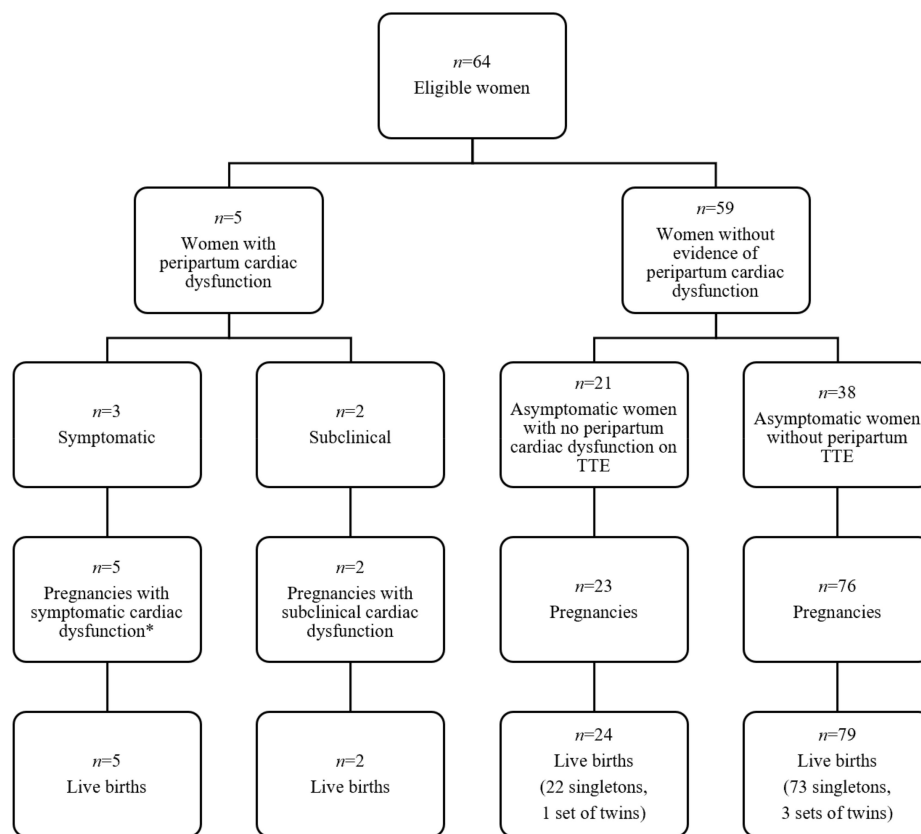 n=64
Eligible women
n=5
Women with
peripartum cardiac
dysfunction
n=59
Women without
evidence of
peripartum cardiac
dysfunction
n=3
Symptomatic
n=2
Subclinical
n=21
Asymptomatic women
with no peripartum
cardiac dysfunction on
TTE
n=38
Asymptomatic women
without peripartum
TTE
n=5
Pregnancies with
symptomatic cardiac
dysfunction*
n=2
Pregnancies with
subclinical cardiac
dysfunction
n=23
Pregnancies
n=76
Pregnancies
n=5
Live births
n=2
Live births
n=24
Live births
(22 singletons,
1 set of twins)
n=79
Live births
(73 singletons,
3 sets of twins)